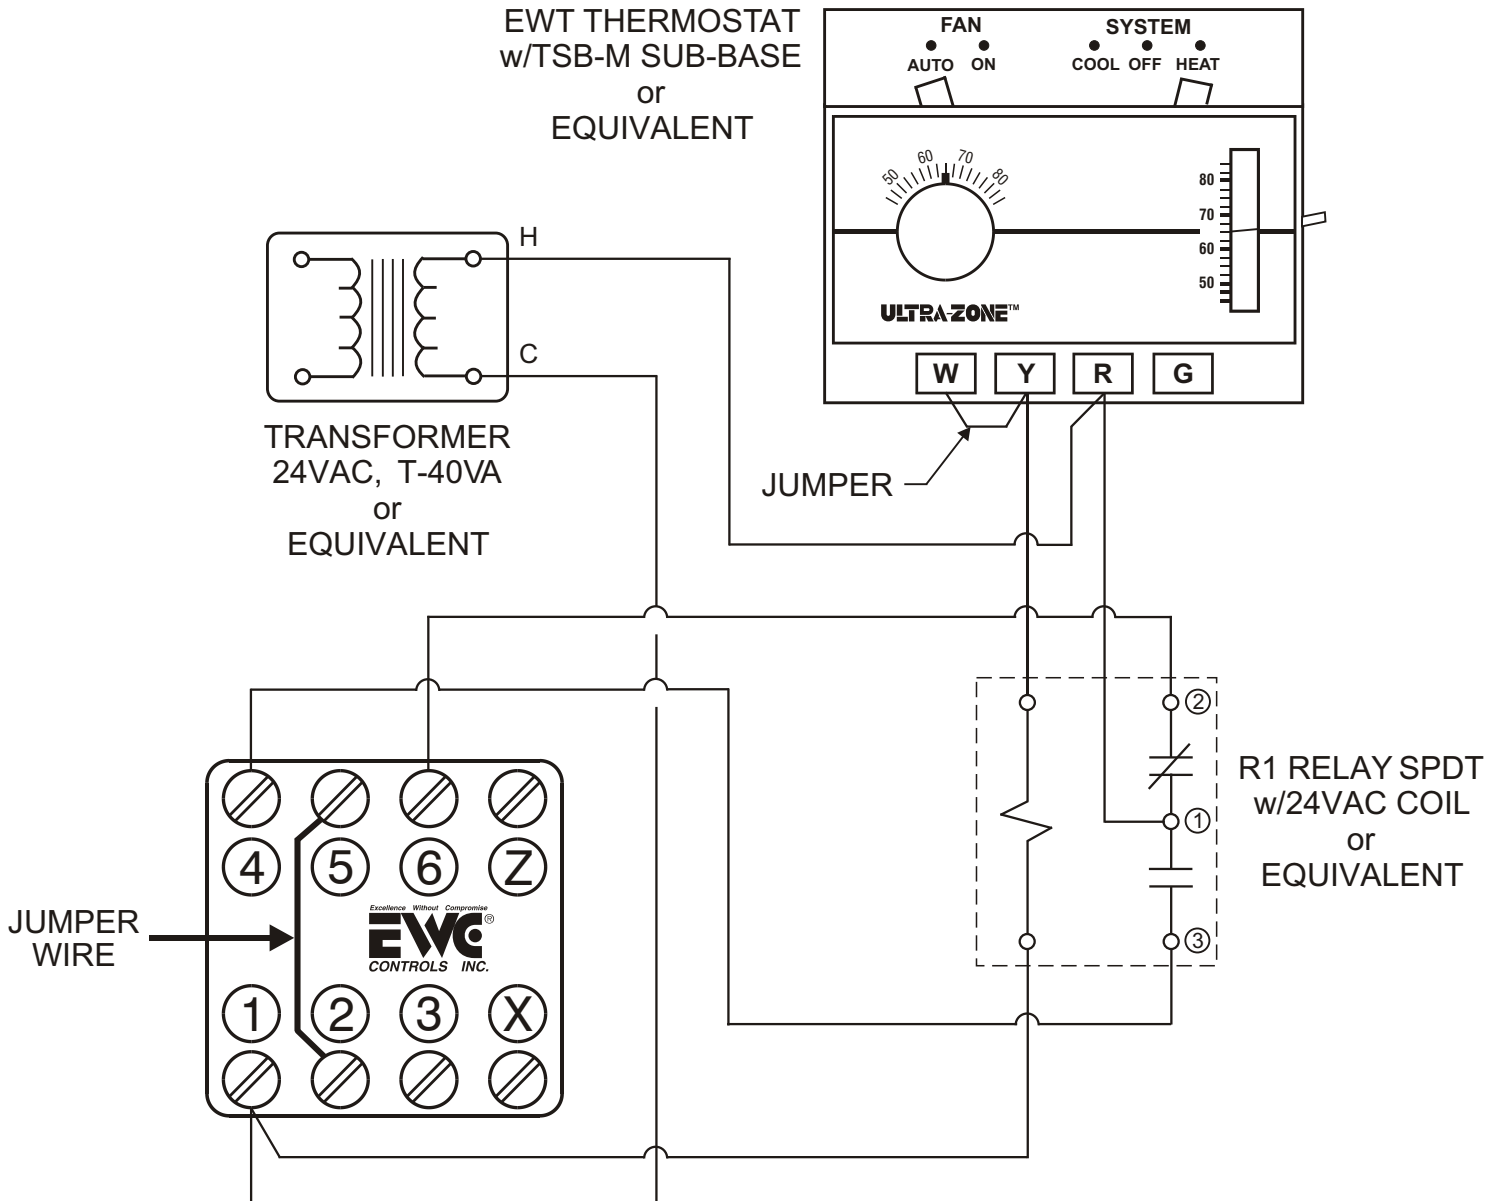 EWT THERMOSTAT
w/TSB-M SUB-BASE
or
EQUIVALENT
FAN
SYSTEM
AUTO ON
COOL OFF HEAT
50 60 70 80
80
70
60
50
ULTRA-ZONE™
W Y R G
H
C
TRANSFORMER
24VAC, T-40VA
or
EQUIVALENT
JUMPER
2
1
3
R1 RELAY SPDT
w/24VAC COIL
or
EQUIVALENT
4 5 6 Z
Excellence Without Compromise
EWC®
CONTROLS INC.
JUMPER
WIRE
1 2 3 X